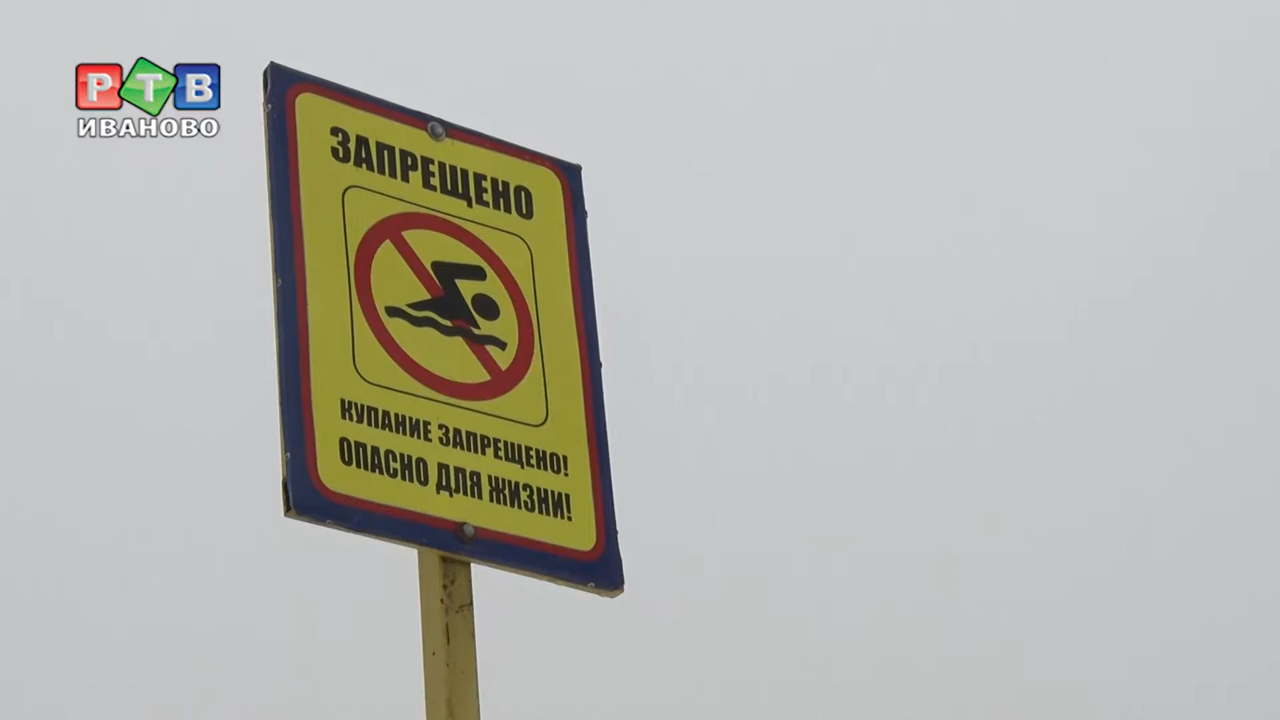 РТВ
ИВАНОВО
ЗАПРЕЩЕНО
КУПАНИЕ ЗАПРЕЩЕНО!
ОПАСНО ДЛЯ ЖИЗНИ!